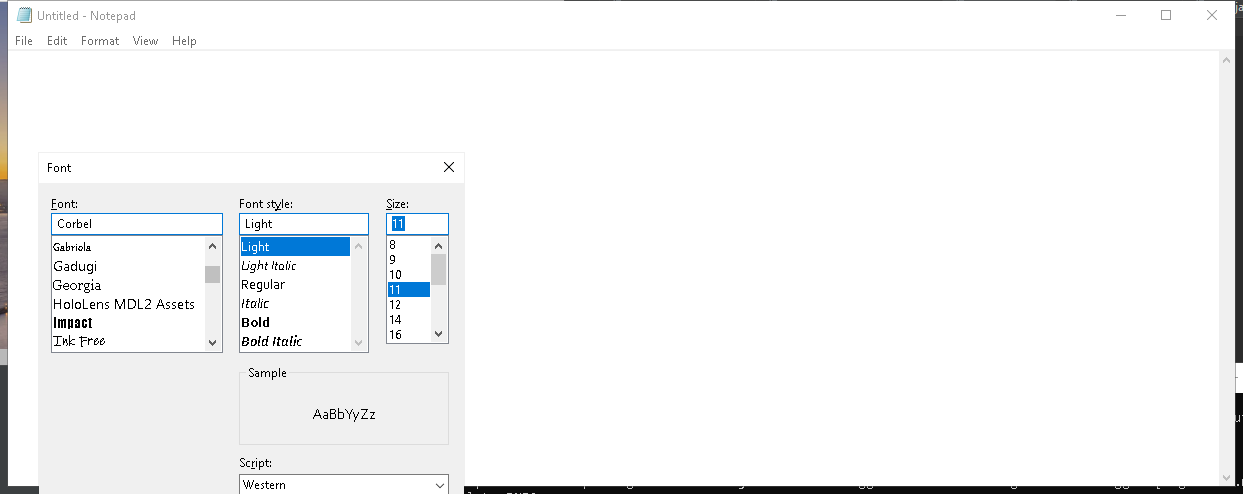 Untitled - Notepad
File Edit Format View Help
Font
Font: Font style: Size:
Corbel Light 11
Gabriola Light 8
Gadugi Light Italic 9
Georgia Regular 10
HoloLens MDL2 Assets Italic 11
Impact Bold 12
Ink Free Bold Italic 14
16
Sample
AaBbYyZz
Script:
Western